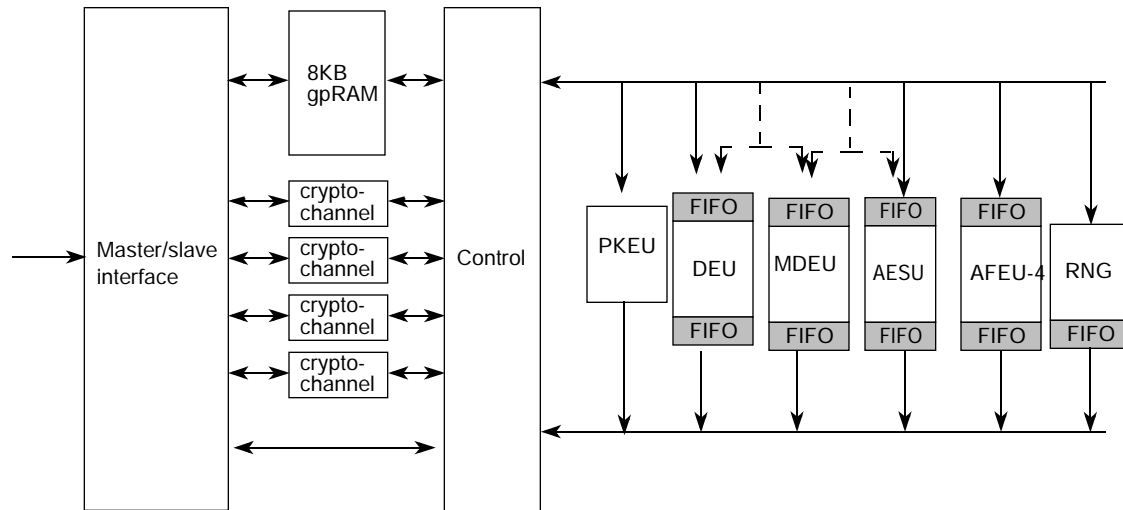 8KB
gpRAM
crypto-
channel
crypto-
channel
crypto-
channel
crypto-
channel
Master/slave
interface
Control
PKEU
FIFO
DEU
FIFO
FIFO
MDEU
FIFO
FIFO
AESU
FIFO
FIFO
AFEU-4
FIFO
RNG
FIFO